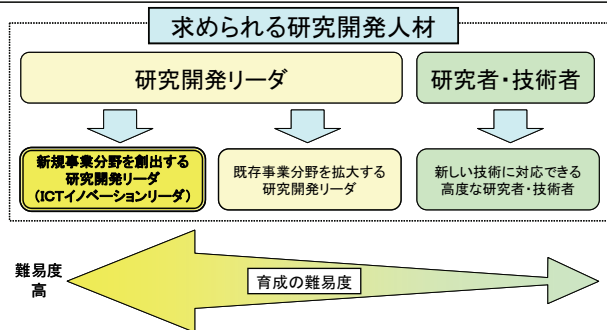 求められる研究開発人材
研究開発リーダ
研究者・技術者
新規事業分野を創出する
研究開発リーダ
(ICTイノベーションリーダ)
既存事業分野を拡大する
研究開発リーダ
新しい技術に対応できる
高度な研究者・技術者
難易度
高
育成の難易度